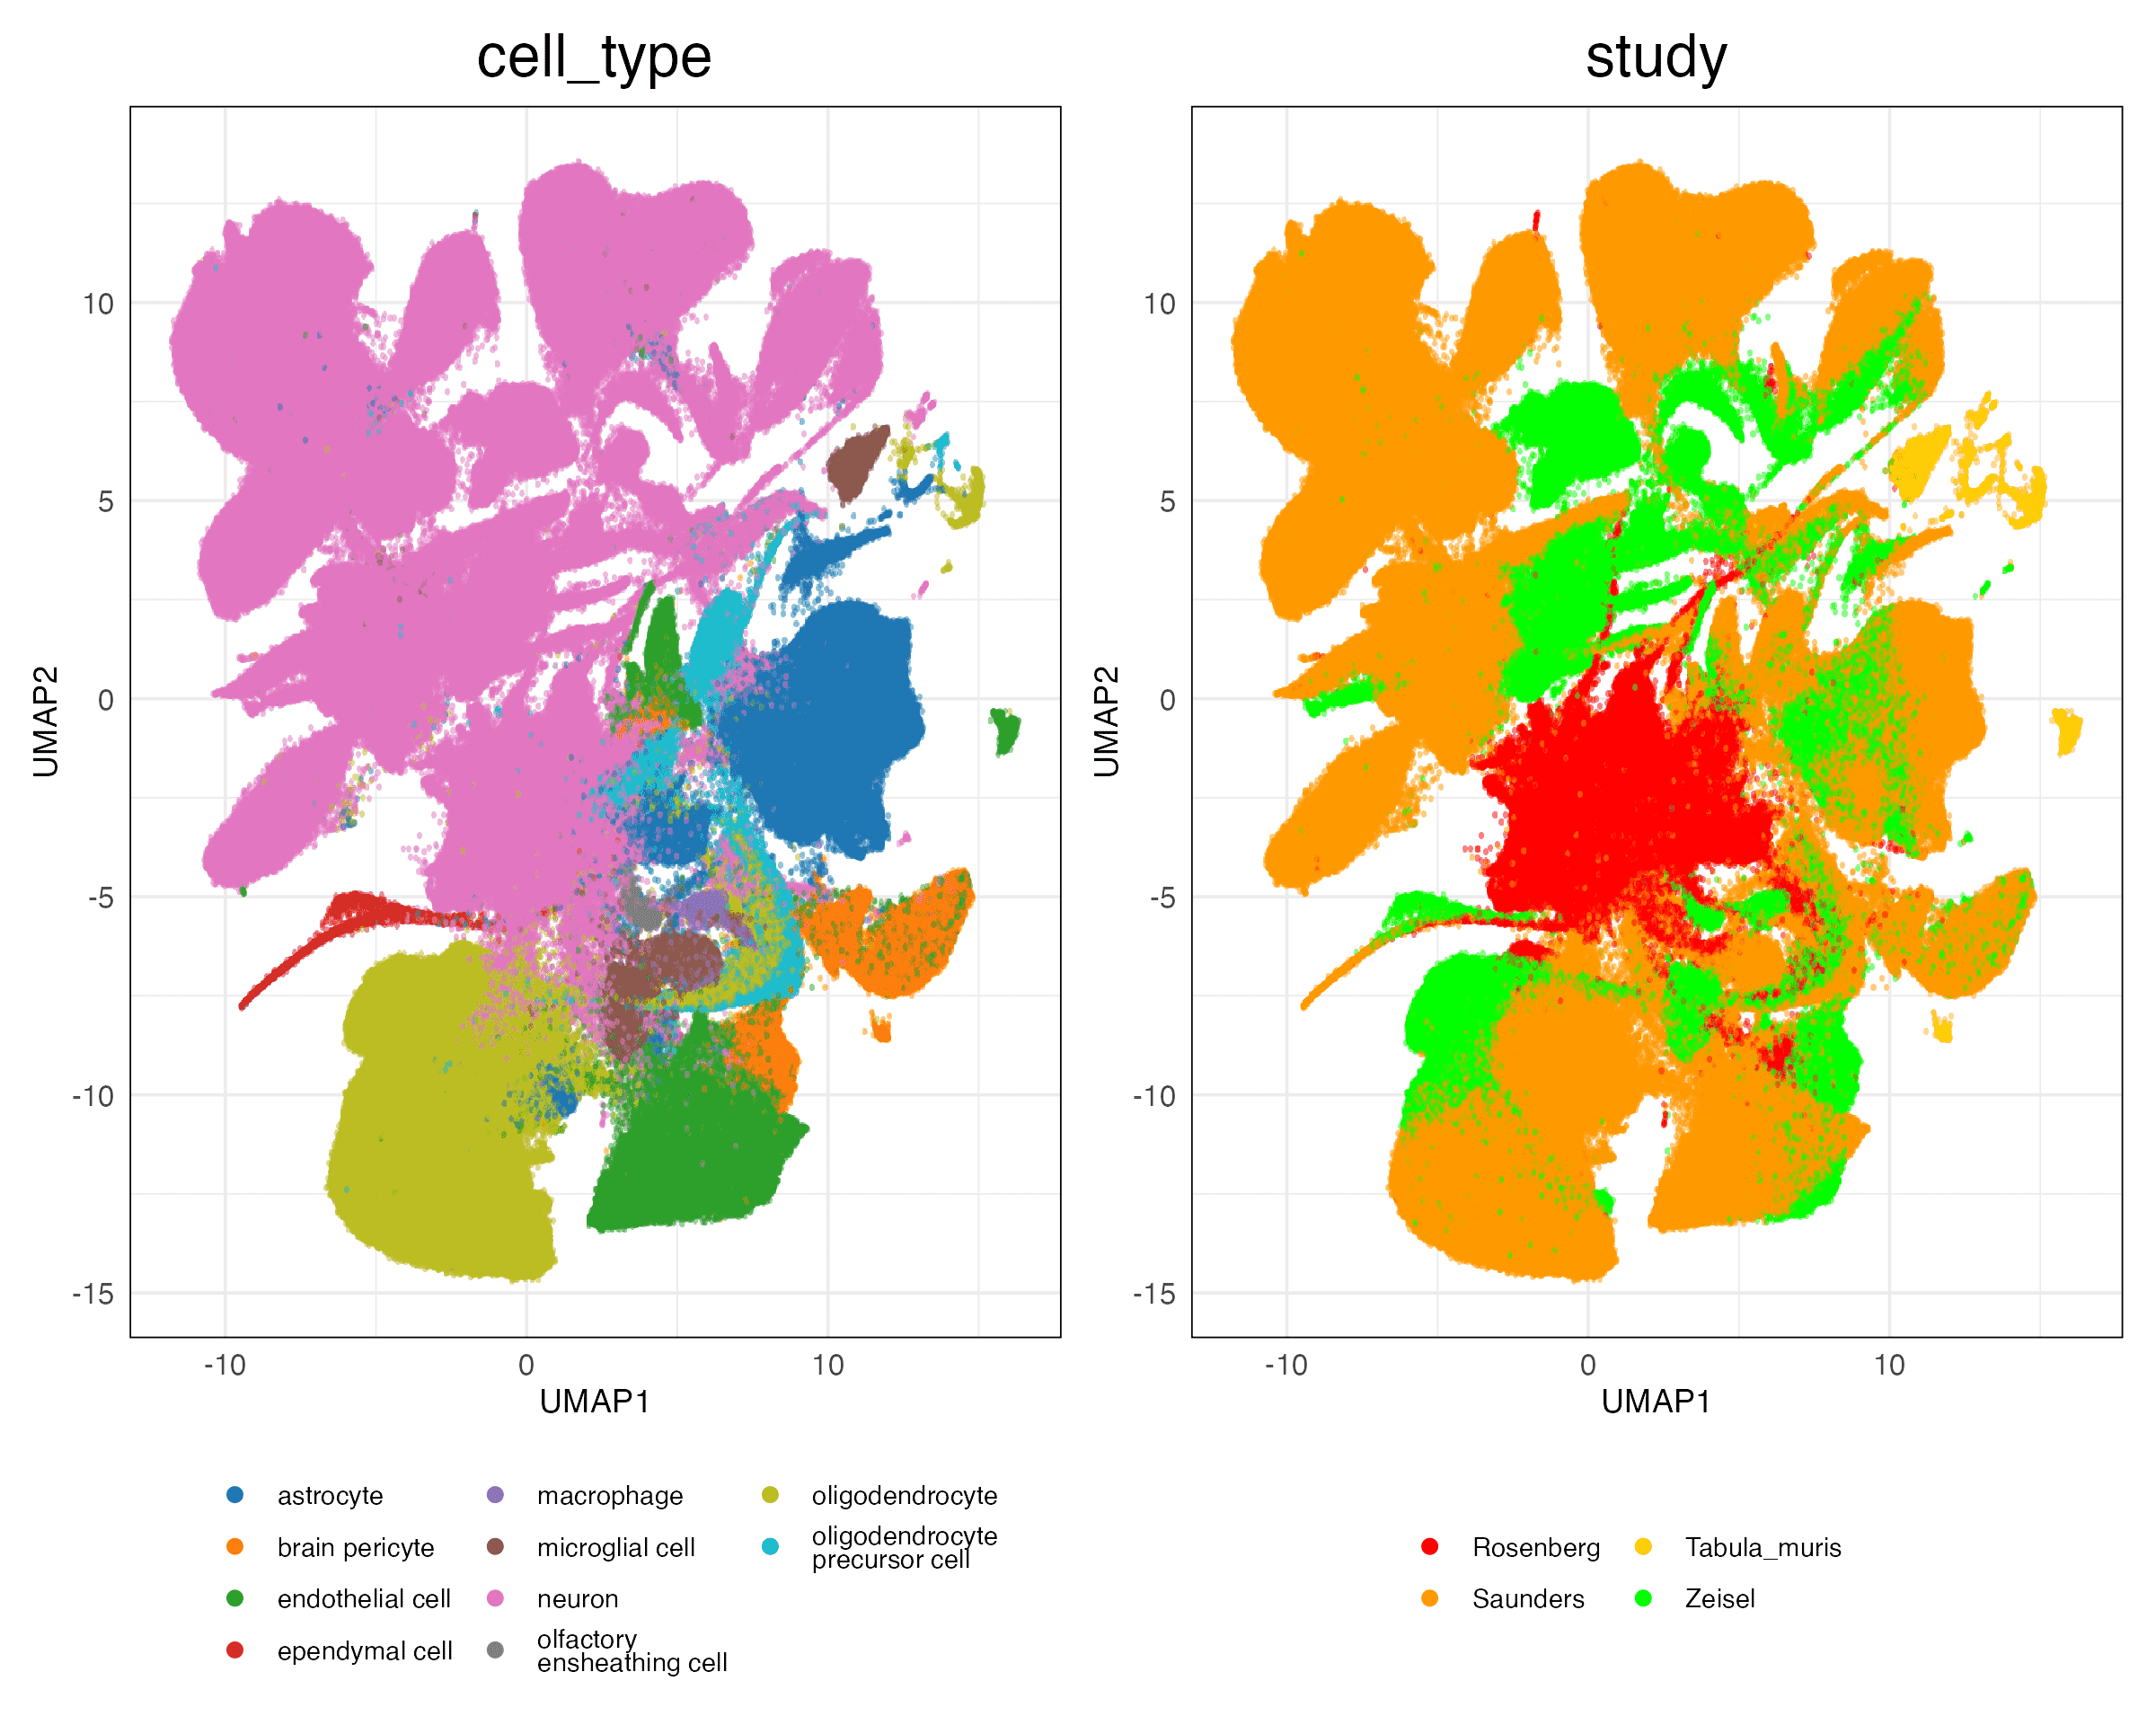 cell_type
study
UMAP2
10
5
0
-5
-10
-15
-10
0
10
UMAP1
UMAP2
10
5
0
-5
-10
-15
-10
0
10
UMAP1
astrocyte
brain pericyte
endothelial cell
ependymal cell
macrophage
microglial cell
neuron
olfactory
ensheathing cell
oligodendrocyte
oligodendrocyte
precursor cell
Rosenberg
Saunders
Tabula_muris
Zeisel